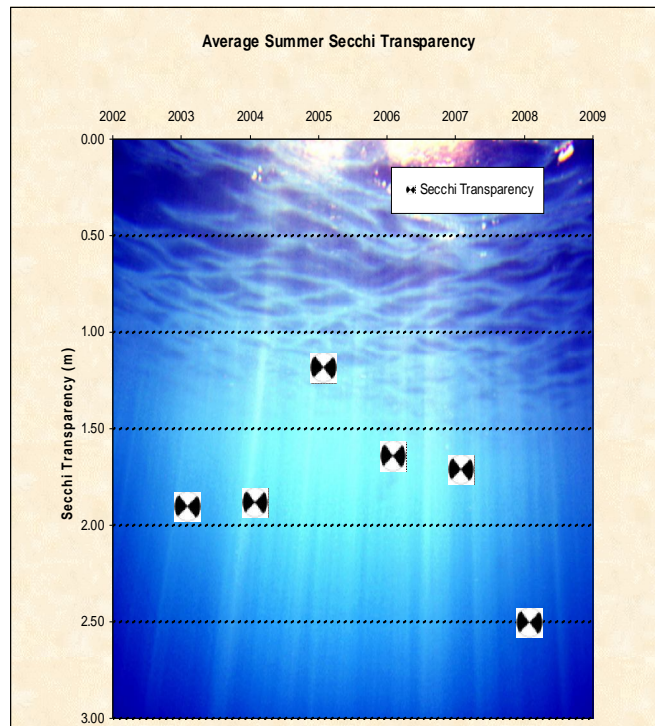 Average Summer Secchi Transparency
2002 2003 2004 2005 2006 2007 2008 2009
0.00
Secchi Transparency
0.50
1.00
1.50
2.00
2.50
3.00
Secchi Transparency (m)